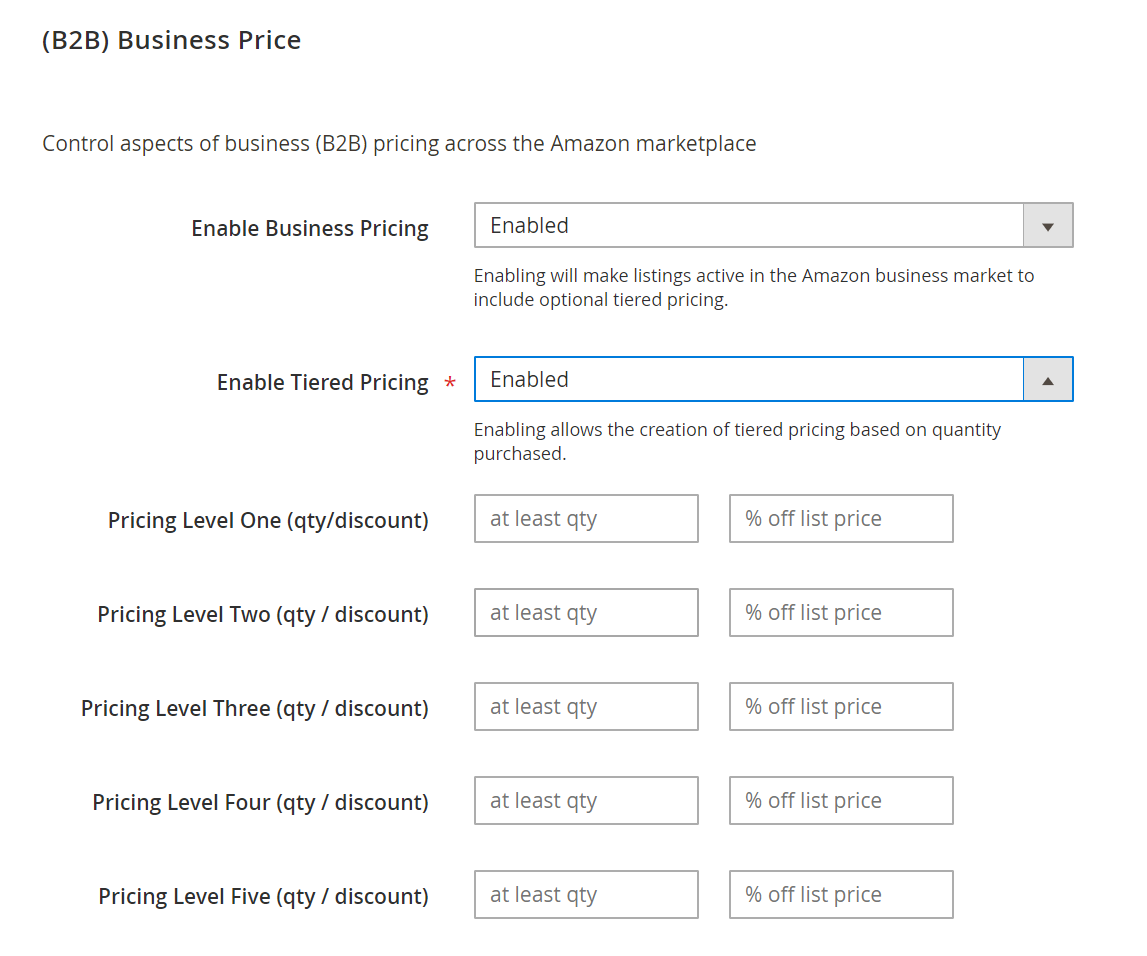 (B2B) Business Price
Control aspects of business (B2B) pricing across the Amazon marketplace
Enable Business Pricing
Enabled
Enabling will make listings active in the Amazon business market to
include optional tiered pricing.
Enable Tiered Pricing *
Enabled
Enabling allows the creation of tiered pricing based on quantity
purchased.
Pricing Level One (qty/discount) at least qty % off list price
Pricing Level Two (qty / discount) at least qty % off list price
Pricing Level Three (qty / discount) at least qty % off list price
Pricing Level Four (qty / discount) at least qty % off list price
Pricing Level Five (qty / discount) at least qty % off list price